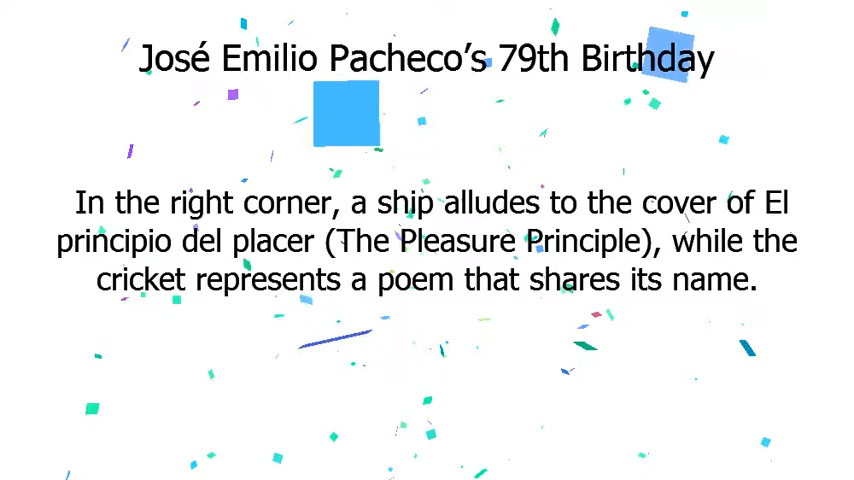 José Emilio Pacheco’s 79th Birthday
In the right corner, a ship alludes to the cover of El
principio del placer (The Pleasure Principle), while the
cricket represents a poem that shares its name.